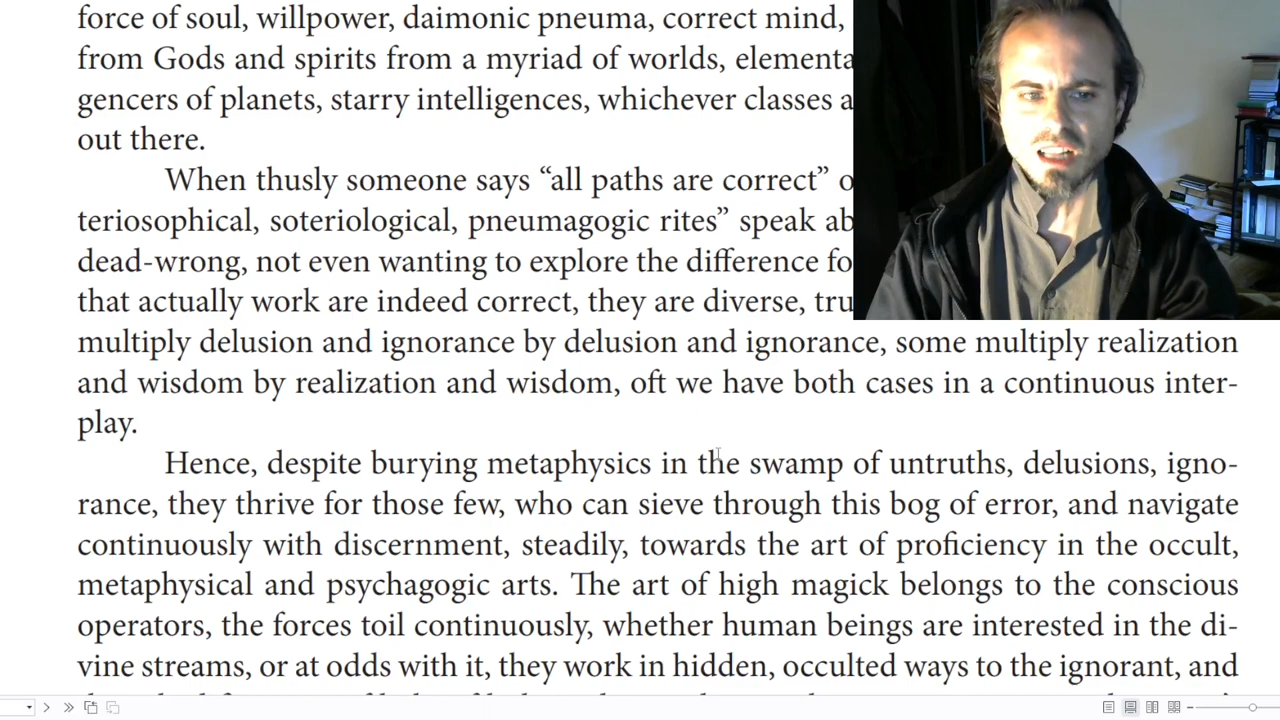 force of soul, willpower, daimonic pneuma, correct mind,
from Gods and spirits from a myriad of worlds, elementa
gencers of planets, starry intelligences, whichever classes a
out there.
When thusly someone says “all paths are correct” o
teriosophical, soteriological, pneumagogic rites” speak ab
dead-wrong, not even wanting to explore the difference fo
that actually work are indeed correct, they are diverse, tru
multiply delusion and ignorance by delusion and ignorance, some multiply realization
and wisdom by realization and wisdom, oft we have both cases in a continuous inter-
play.
Hence, despite burying metaphysics in the swamp of untruths, delusions, igno-
rance, they thrive for those few, who can sieve through this bog of error, and navigate
continuously with discernment, steadily, towards the art of proficiency in the occult,
metaphysical and psychagogic arts. The art of high magick belongs to the conscious
operators, the forces toil continuously, whether human beings are interested in the di-
vine streams, or at odds with it, they work in hidden, occulted ways to the ignorant, and